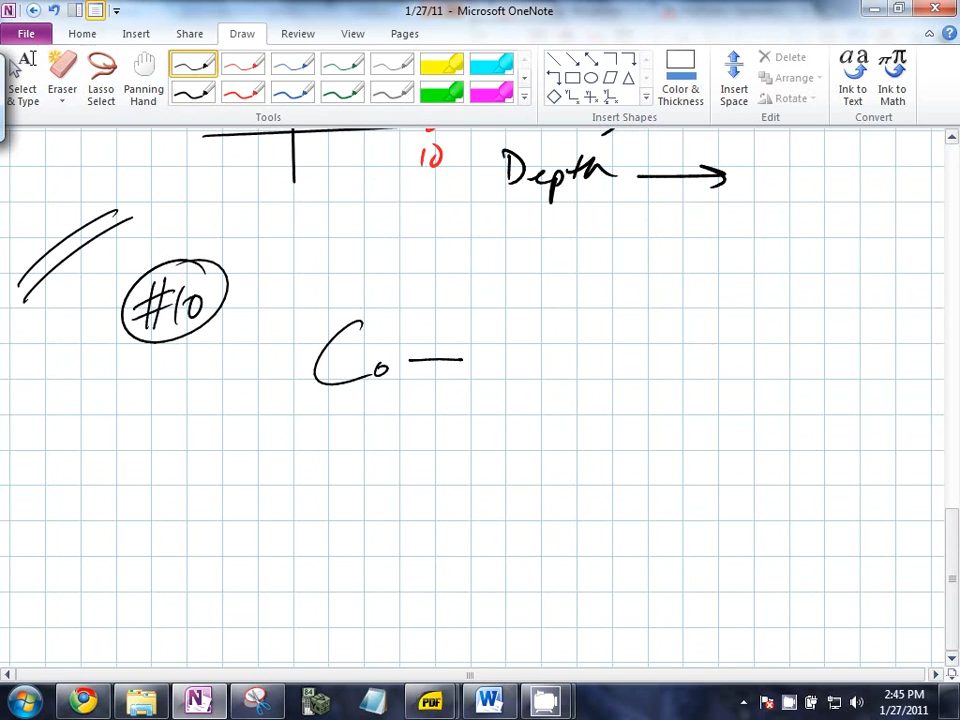 1/27/11 - Microsoft OneNote
File Home Insert Share Draw Review View Pages
Select & Type
Eraser
Lasso Select
Panning Hand
Tools
Insert Shapes
Color & Thickness
Insert Space
Delete
Arrange
Rotate
Edit
Ink to Text
Ink to Math
Convert
10
Depth →
#10
Co —
PDF
2:45 PM
1/27/2011